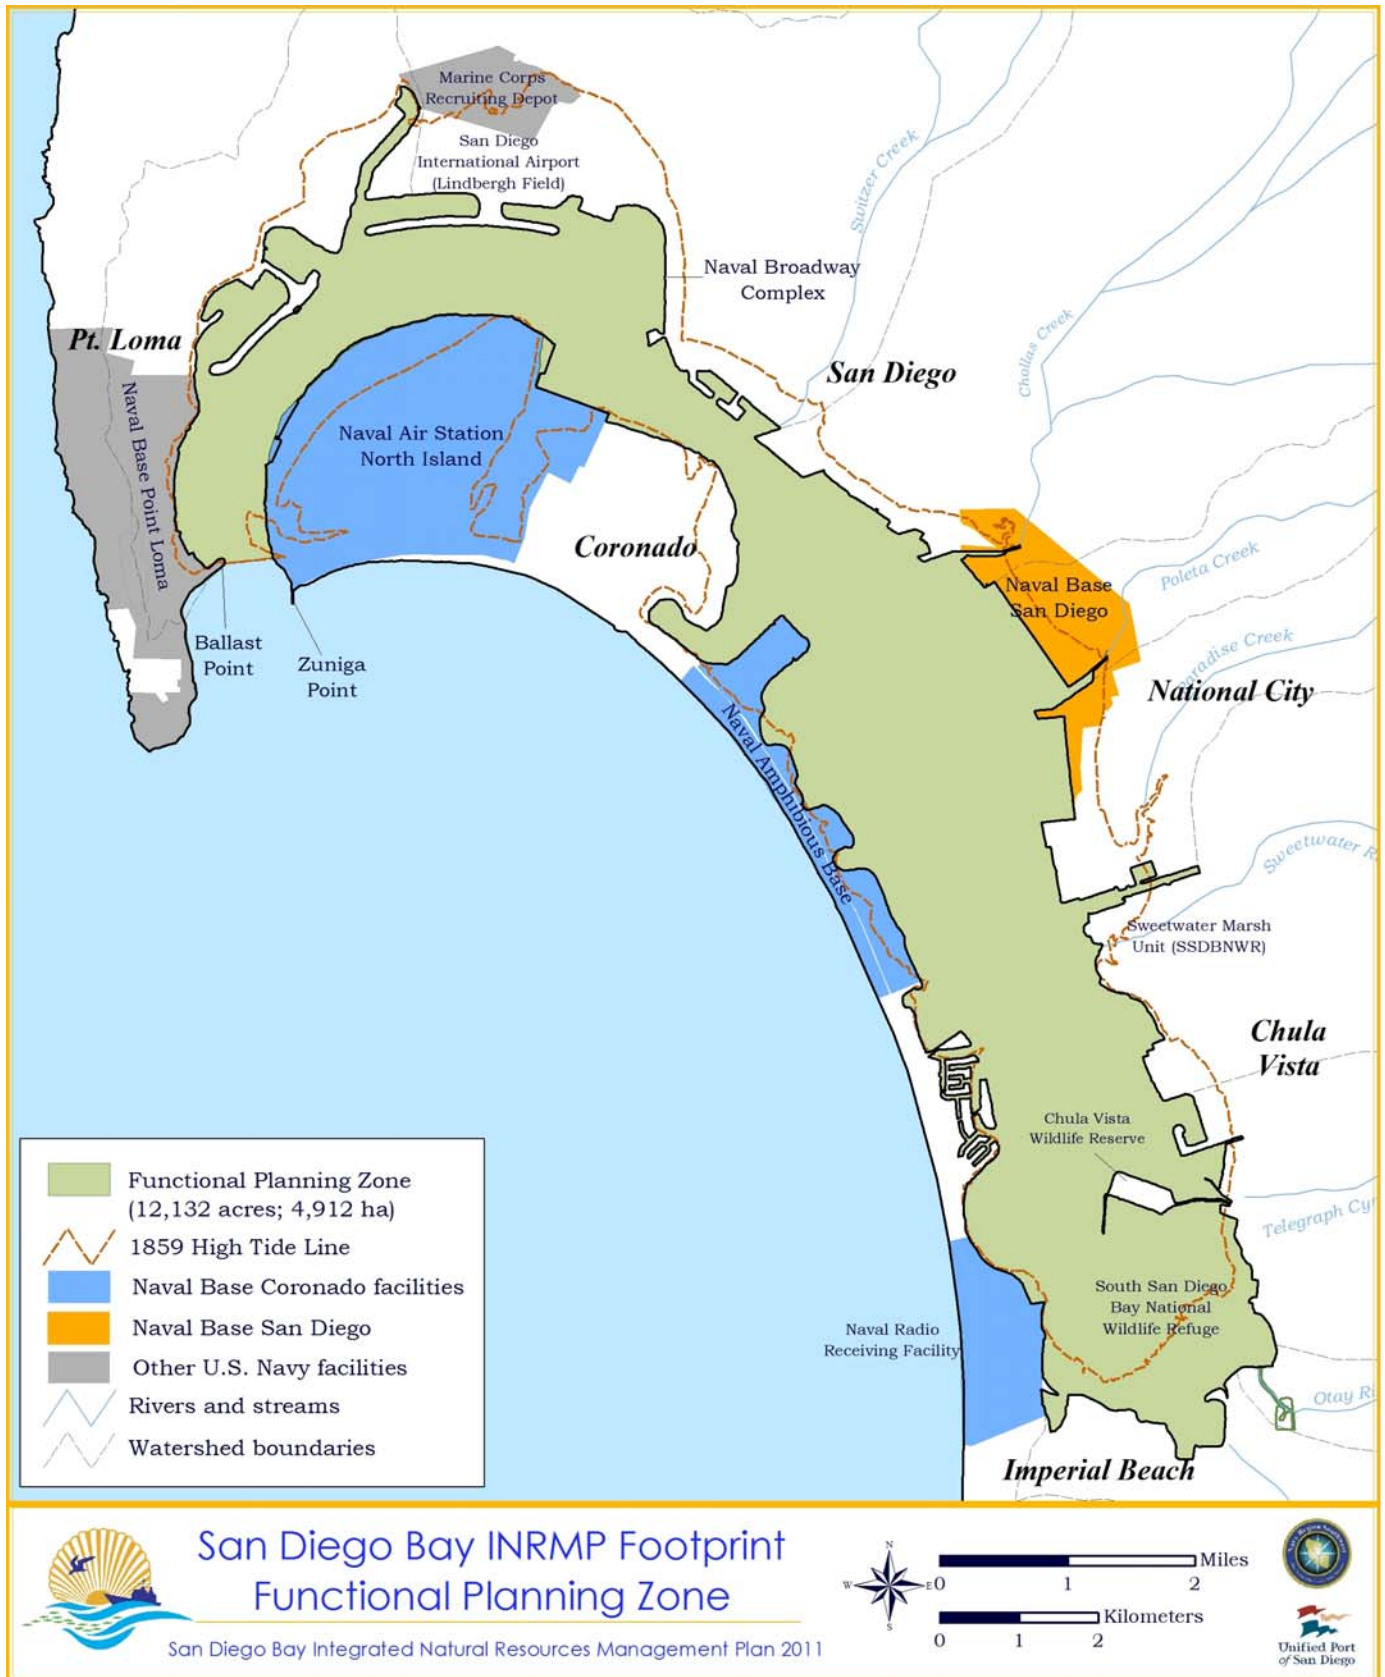 Marine Corps
Recruiting Depot
San Diego
International Airport
(Lindbergh Field)
Switzer Creek
Naval Broadway
Complex
Chollas Creek
Pt. Loma
San Diego
Naval Base Point Loma
Naval Air Station
North Island
Coronado
Naval Base
San Diego
Poleta Creek
Paradise Creek
Ballast
Point
Zuniga
Point
National City
Naval Amphibious Base
Sweetwater R
Sweetwater Marsh
Unit (SSDBNWR)
Chula
Vista
Chula Vista
Wildlife Reserve
Telegraph Cyn
South San Diego
Bay National
Wildlife Refuge
Naval Radio
Receiving Facility
Otay Ri
Imperial Beach
Functional Planning Zone
(12,132 acres; 4,912 ha)
1859 High Tide Line
Naval Base Coronado facilities
Naval Base San Diego
Other U.S. Navy facilities
Rivers and streams
Watershed boundaries
San Diego Bay INRMP Footprint
Functional Planning Zone
San Diego Bay Integrated Natural Resources Management Plan 2011
N
W
E
S
Miles
0 1 2
Kilometers
0 1 2
Unified Port
of San Diego